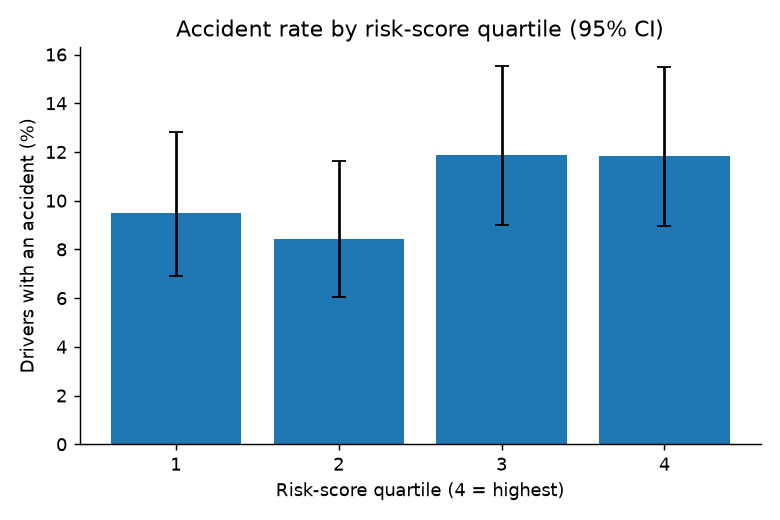 Accident rate by risk-score quartile (95% CI)
Drivers with an accident (%)
16
14
12
10
8
6
4
2
0
1 2 3 4
Risk-score quartile (4 = highest)